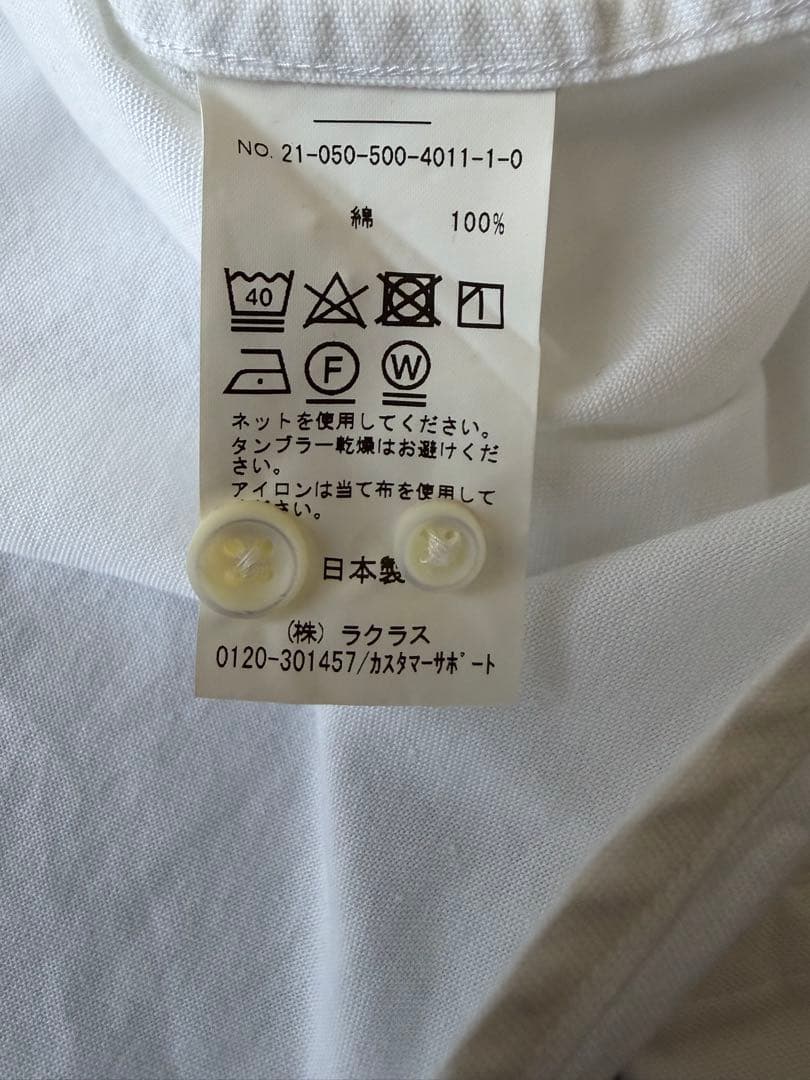 NO. 21-050-500-4011-1-0
綿 100%
40
F W
ネットを使用してください。
タンブラー乾燥はお避けくだ
さい。
アイロンは当て布を使用して
さい。
日本製
(株) ラクラス
0120-301457/カスタマーサポート